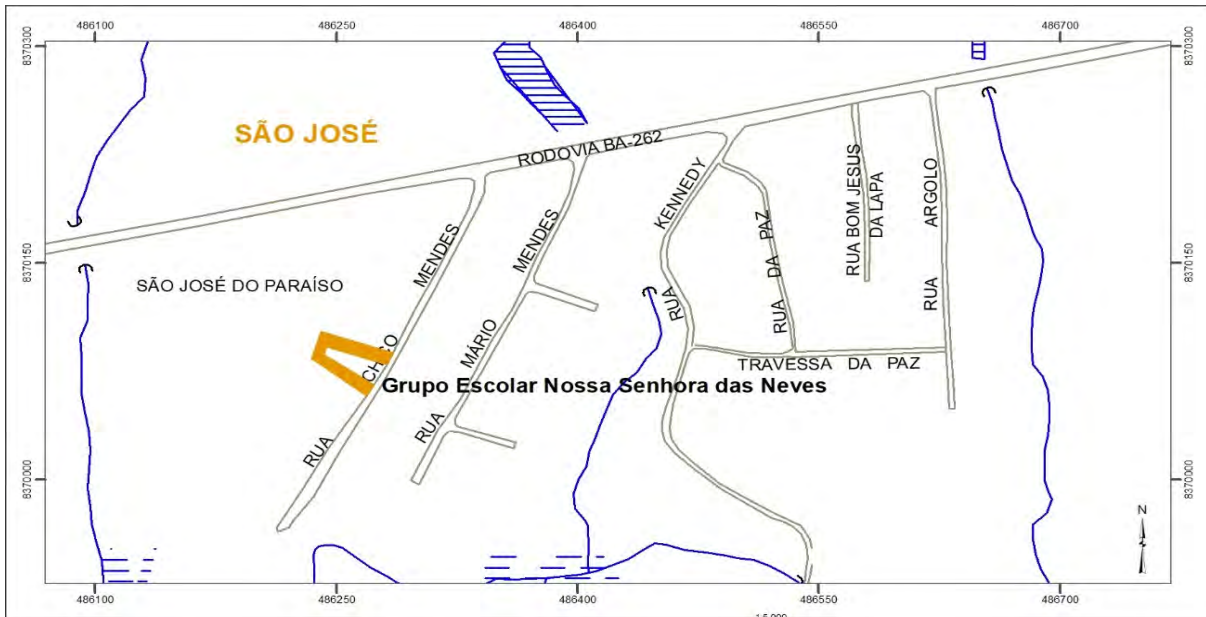 486100 486250 486400 486550 486700
8370300 8370300
SÃO JOSÉ
RODOVIA BA-262
RUA KENNEDY
RUA DA PAZ
RUA BOM JESUS
DA LAPA
RUA ARGOLO
8370150 8370150
SÃO JOSÉ DO PARAÍSO
RUA CHICO MENDES
RUA MÁRIO MENDES
TRAVESSA DA PAZ
Grupo Escolar Nossa Senhora das Neves
8370000 8370000
N
486100 486250 486400 486550 486700